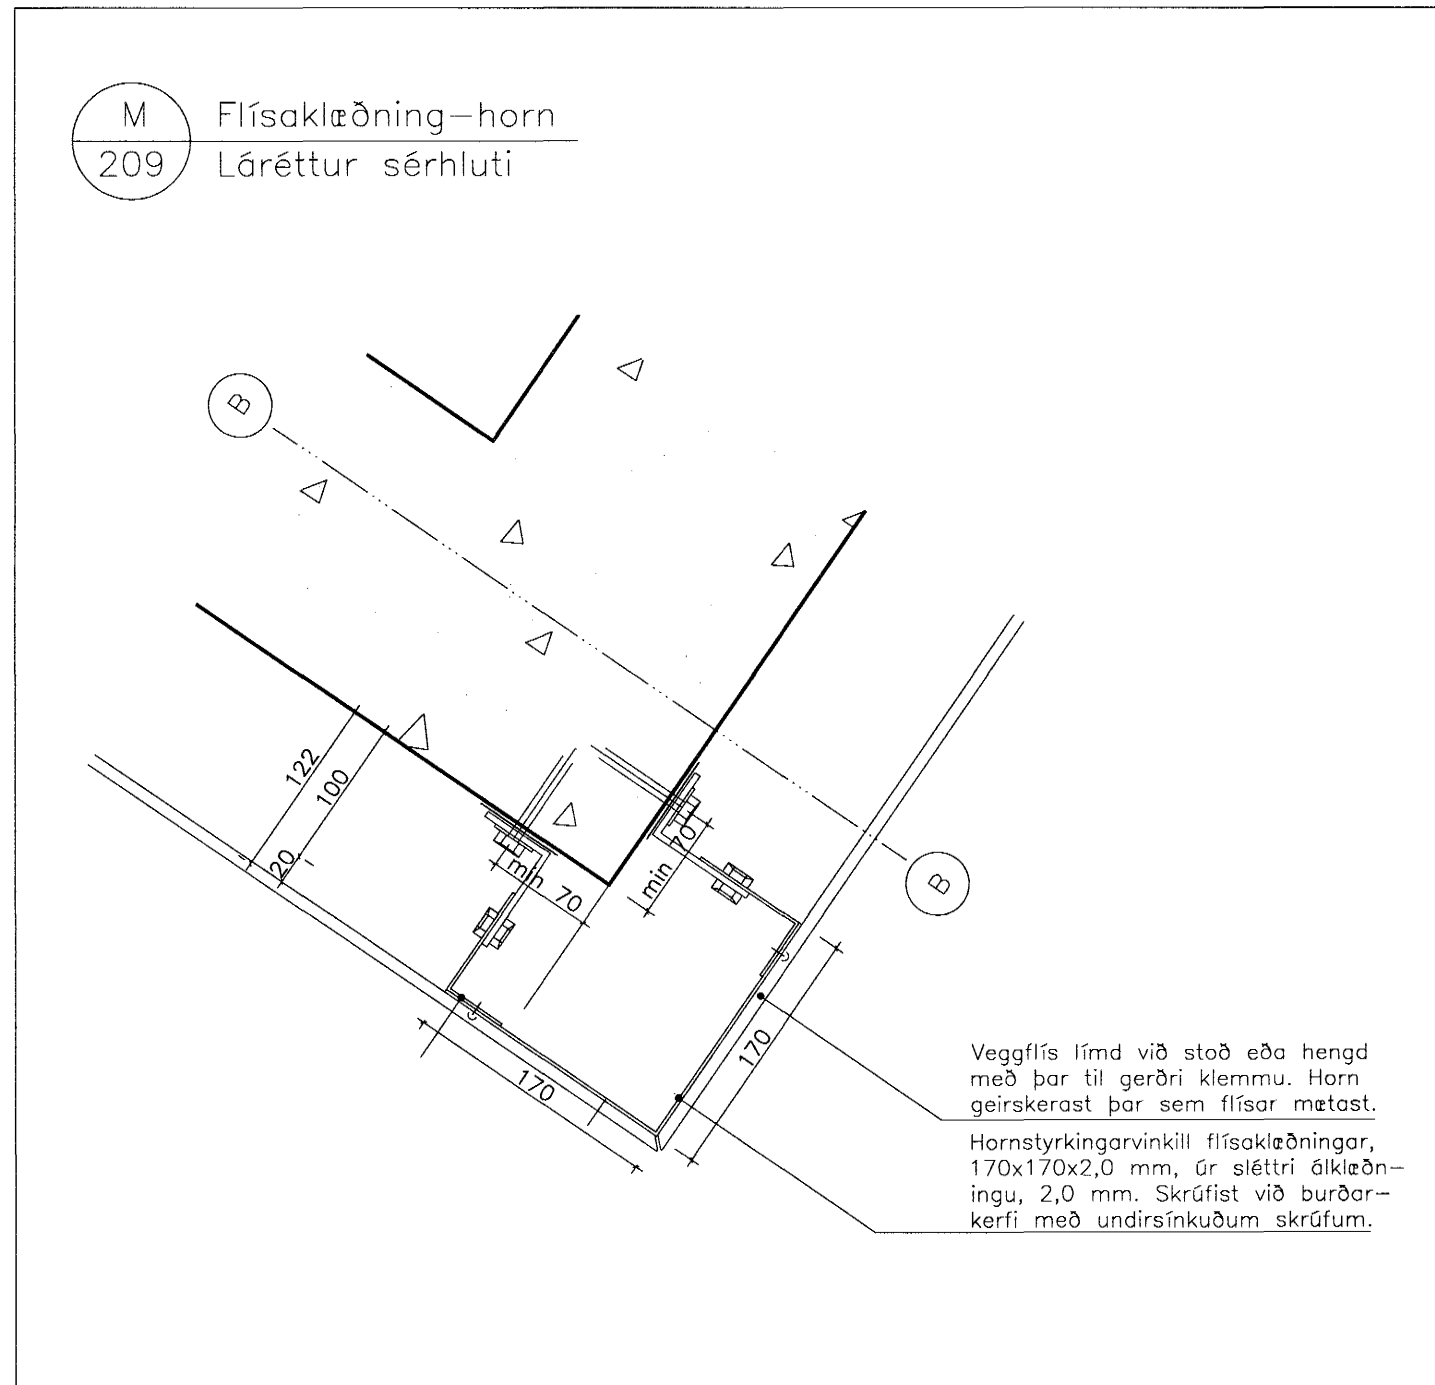 M
Flísaklæðning-horn
209
Láréttur sérhluti
B
122
100
20
min 70
min 70
B
170
170
Veggflís límd við stoð eða hengd
með þar til gerðri klemmu. Horn
geirskerast þar sem flísar mætast.
Hornstyrkingarvinkill flísaklæðningar,
170x170x2,0 mm, úr sléttri álklæðn-
ingu, 2,0 mm. Skrúfist við burðar-
kerfi með undirsínkuðum skrúfum.